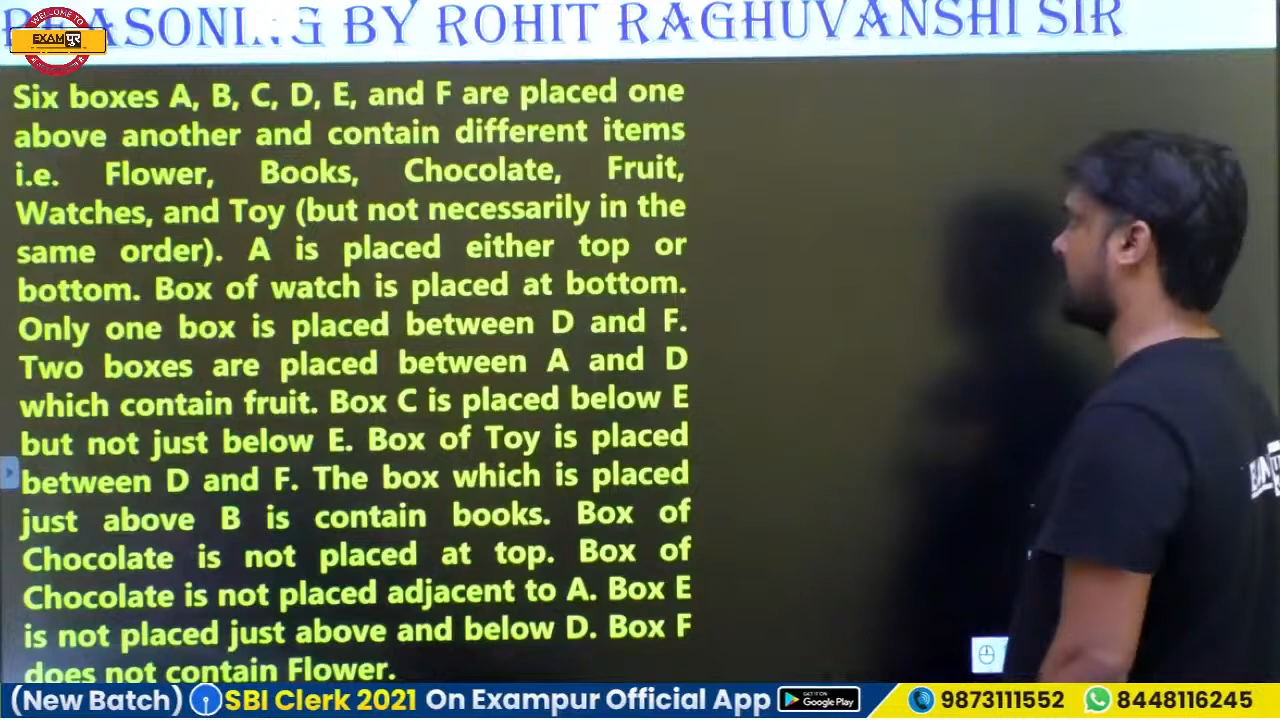 REASONING BY ROHIT RAGHUVANSHI SIR
WELCOME TO
EXAMपुर
Six boxes A, B, C, D, E, and F are placed one
above another and contain different items
i.e. Flower, Books, Chocolate, Fruit,
Watches, and Toy (but not necessarily in the
same order). A is placed either top or
bottom. Box of watch is placed at bottom.
Only one box is placed between D and F.
Two boxes are placed between A and D
which contain fruit. Box C is placed below E
but not just below E. Box of Toy is placed
between D and F. The box which is placed
just above B is contain books. Box of
Chocolate is not placed at top. Box of
Chocolate is not placed adjacent to A. Box E
is not placed just above and below D. Box F
does not contain Flower.
(New Batch) SBI Clerk 2021 On Exampur Official App GET IT ON Google Play 9873111552 8448116245